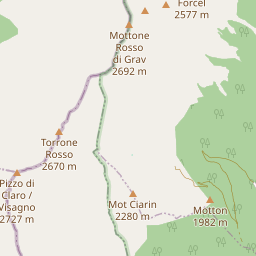 Forcel
2577 m
Mottone
Rosso
di Grav
2692 m
Torrone
Rosso
2670 m
Pizzo di
Claro /
Visagno
2727 m
Mot Ciarin
2280 m
Motton
1982 m